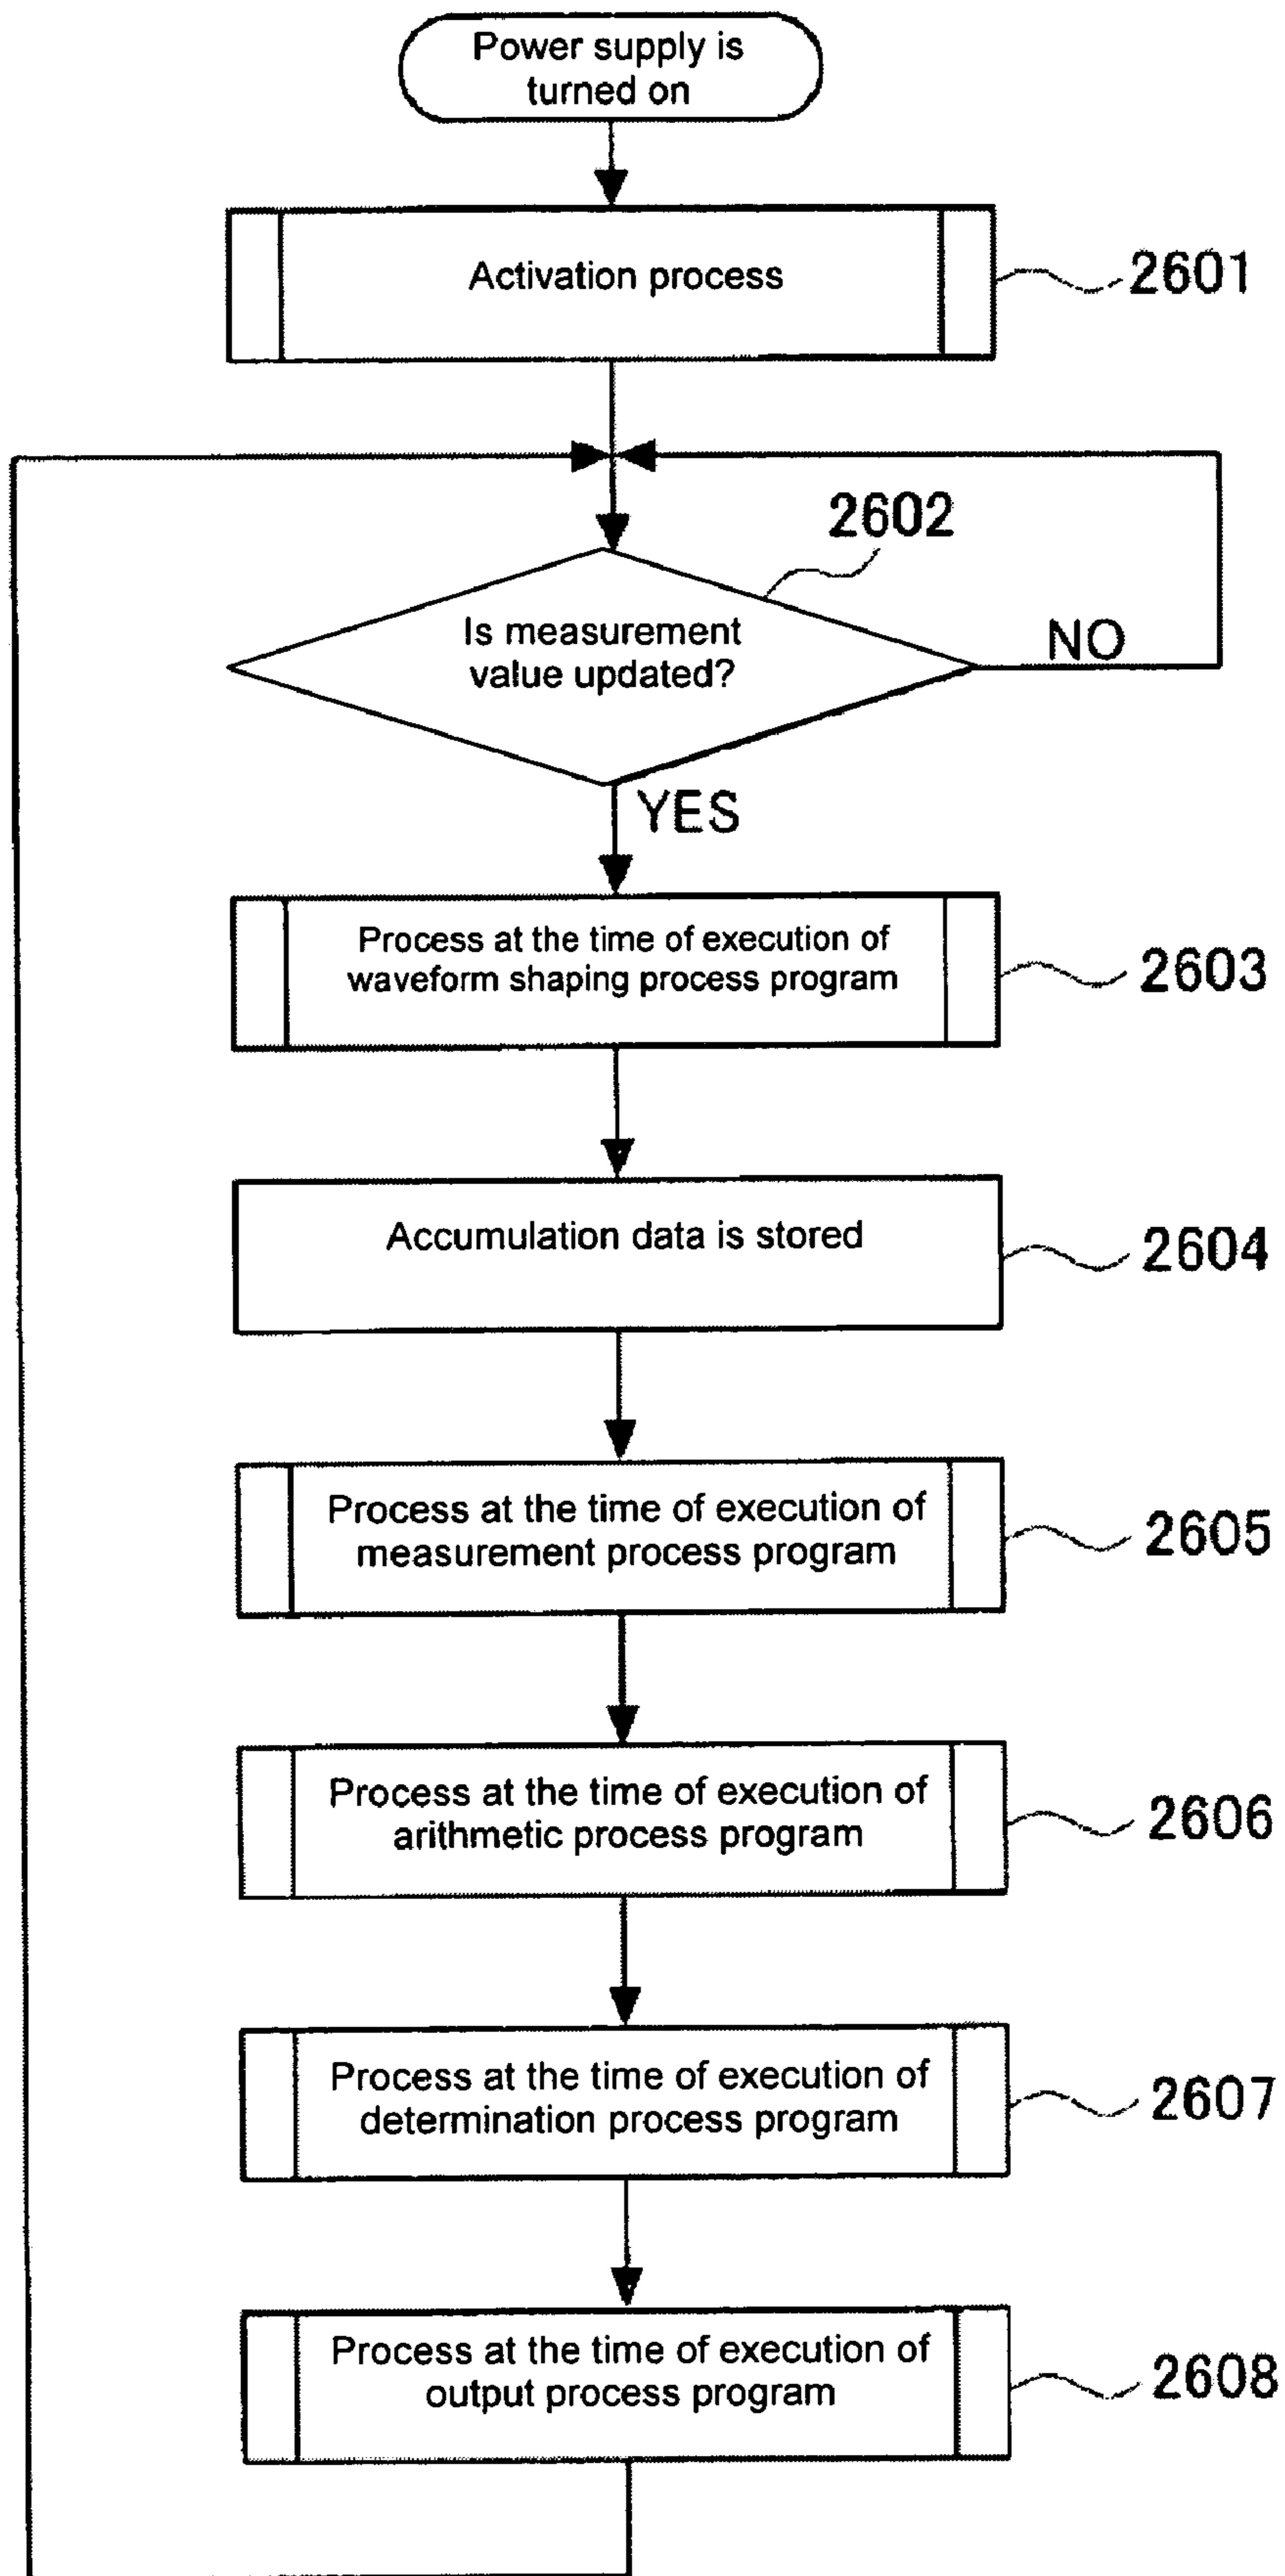 Power supply is
turned on
Activation process
2601
2602
Is measurement
value updated?
NO
YES
Process at the time of execution of
waveform shaping process program
2603
Accumulation data is stored
2604
Process at the time of execution of
measurement process program
2605
Process at the time of execution of
arithmetic process program
2606
Process at the time of execution of
determination process program
2607
Process at the time of execution of
output process program
2608